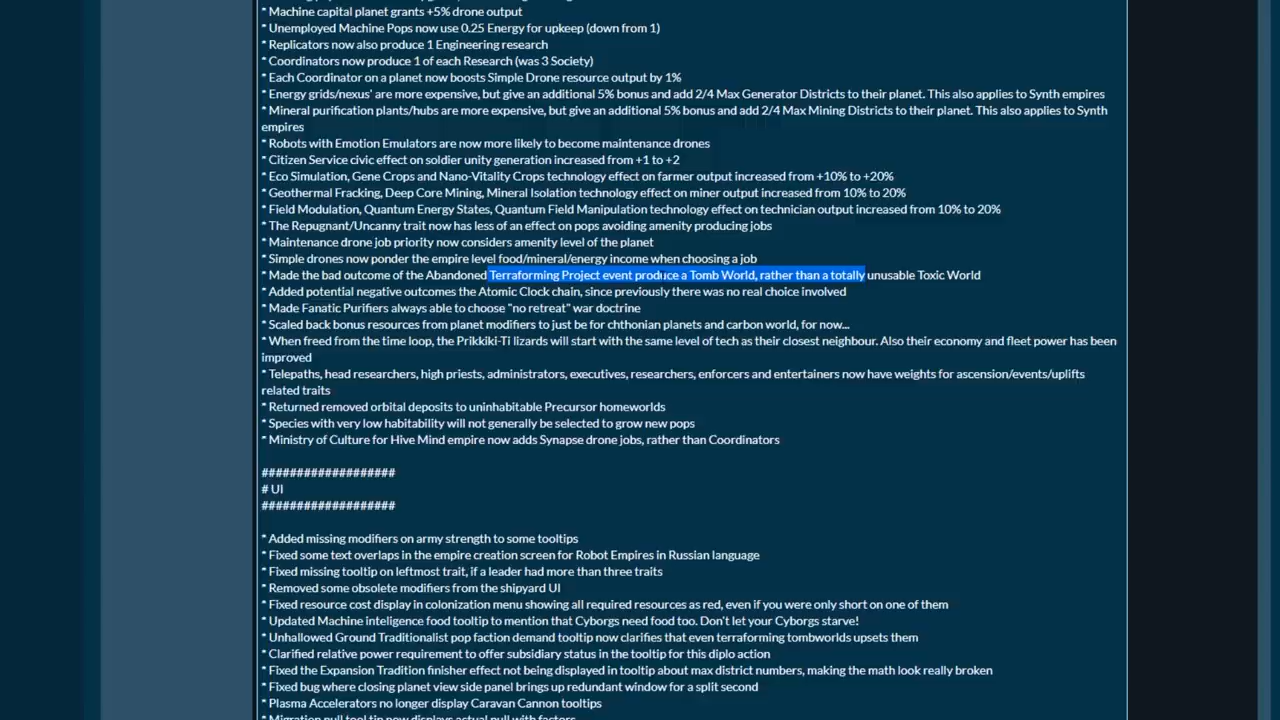 * Machine capital planet grants +5% drone output
* Unemployed Machine Pops now use 0.25 Energy for upkeep (down from 1)
* Replicators now also produce 1 Engineering research
* Coordinators now produce 1 of each Research (was 3 Society)
* Each Coordinator on a planet now boosts Simple Drone resource output by 1%
* Energy grids/nexus' are more expensive, but give an additional 5% bonus and add 2/4 Max Generator Districts to their planet. This also applies to Synth empires
* Mineral purification plants/hubs are more expensive, but give an additional 5% bonus and add 2/4 Max Mining Districts to their planet. This also applies to Synth
empires
* Robots with Emotion Emulators are now more likely to become maintenance drones
* Citizen Service civic effect on soldier unity generation increased from +1 to +2
* Eco Simulation, Gene Crops and Nano-Vitality Crops technology effect on farmer output increased from +10% to +20%
* Geothermal Fracking, Deep Core Mining, Mineral Isolation technology effect on miner output increased from 10% to 20%
* Field Modulation, Quantum Energy States, Quantum Field Manipulation technology effect on technician output increased from 10% to 20%
* The Repugnant/Uncanny trait now has less of an effect on pops avoiding amenity producing jobs
* Maintenance drone job priority now considers amenity level of the planet
* Simple drones now ponder the empire level food/mineral/energy income when choosing a job
* Made the bad outcome of the Abandoned Terraforming Project event produce a Tomb World, rather than a totally unusable Toxic World
* Added potential negative outcomes the Atomic Clock chain, since previously there was no real choice involved
* Made Fanatic Purifiers always able to choose "no retreat" war doctrine
* Scaled back bonus resources from planet modifiers to just be for chthonian planets and carbon world, for now...
* When freed from the time loop, the Prikkiki-Ti lizards will start with the same level of tech as their closest neighbour. Also their economy and fleet power has been
improved
* Telepaths, head researchers, high priests, administrators, executives, researchers, enforcers and entertainers now have weights for ascension/events/uplifts
related traits
* Returned removed orbital deposits to uninhabitable Precursor homeworlds
* Species with very low habitability will not generally be selected to grow new pops
* Ministry of Culture for Hive Mind empire now adds Synapse drone jobs, rather than Coordinators
###################
# UI
###################
* Added missing modifiers on army strength to some tooltips
* Fixed some text overlaps in the empire creation screen for Robot Empires in Russian language
* Fixed missing tooltip on leftmost trait, if a leader had more than three traits
* Removed some obsolete modifiers from the shipyard UI
* Fixed resource cost display in colonization menu showing all required resources as red, even if you were only short on one of them
* Updated Machine inteligence food tooltip to mention that Cyborgs need food too. Don't let your Cyborgs starve!
* Unhallowed Ground Traditionalist pop faction demand tooltip now clarifies that even terraforming tombworlds upsets them
* Clarified relative power requirement to offer subsidiary status in the tooltip for this diplo action
* Fixed the Expansion Tradition finisher effect not being displayed in tooltip about max district numbers, making the math look really broken
* Fixed bug where closing planet view side panel brings up redundant window for a split second
* Plasma Accelerators no longer display Caravan Cannon tooltips
* Migration pull tool tip now displays actual pull with factors